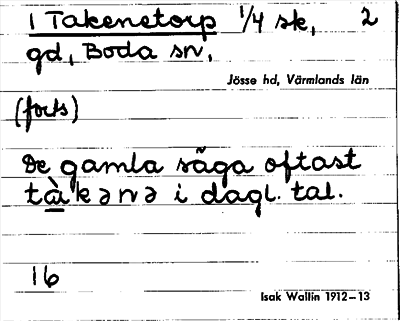 1 Takenetorp 1/4 sk, 2
gd, Boda sn,
Jösse hd, Värmlands län
(forts)
De gamla säga oftast
tàkənə i dagl. tal.
16
Isak Wallin 1912–13